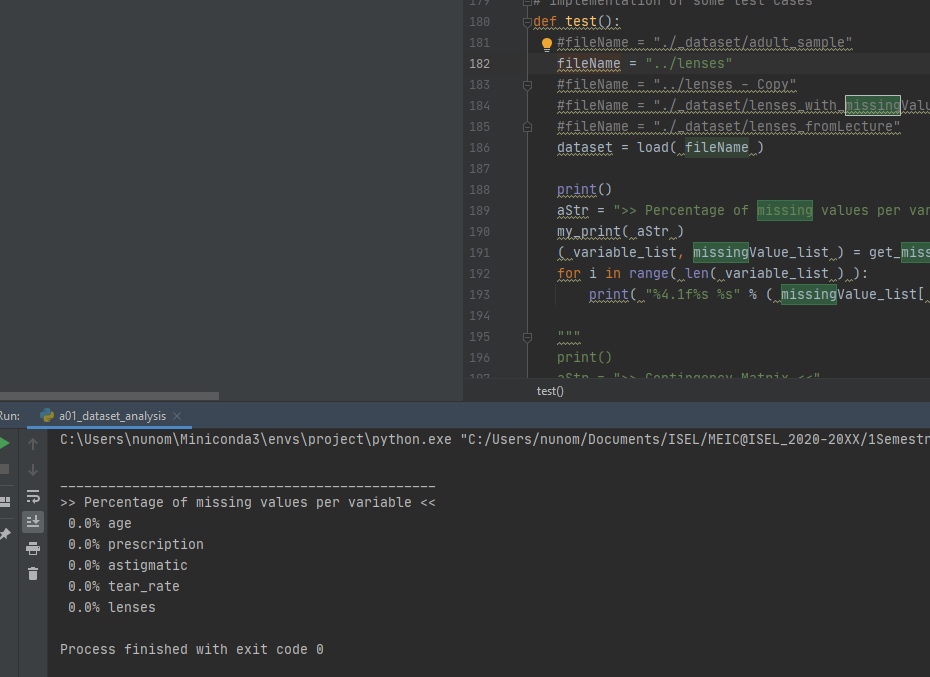 179 # implementation of some test cases
180 def test():
181 #fileName = "./_dataset/adult_sample"
182 fileName = "../lenses"
183 #fileName = "../lenses - Copy"
184 #fileName = "./_dataset/lenses_with_missingValu
185 #fileName = "./_dataset/lenses_fromLecture"
186 dataset = load( fileName )
187
188 print()
189 aStr = ">> Percentage of missing values per var
190 my_print( aStr )
191 ( variable_list, missingValue_list ) = get_miss
192 for i in range( len( variable_list ) ):
193 print( "%4.1f%s %s" % ( missingValue_list[
194
195 """
196 print()
197 aStr = ">> Contingency Matrix <<"
test()
Run: a01_dataset_analysis
C:\Users\nunom\Miniconda3\envs\project\python.exe "C:/Users/nunom/Documents/ISEL/MEIC@ISEL_2020-20XX/1Semestr
_______________________________________________
>> Percentage of missing values per variable <<
0.0% age
0.0% prescription
0.0% astigmatic
0.0% tear_rate
0.0% lenses
Process finished with exit code 0